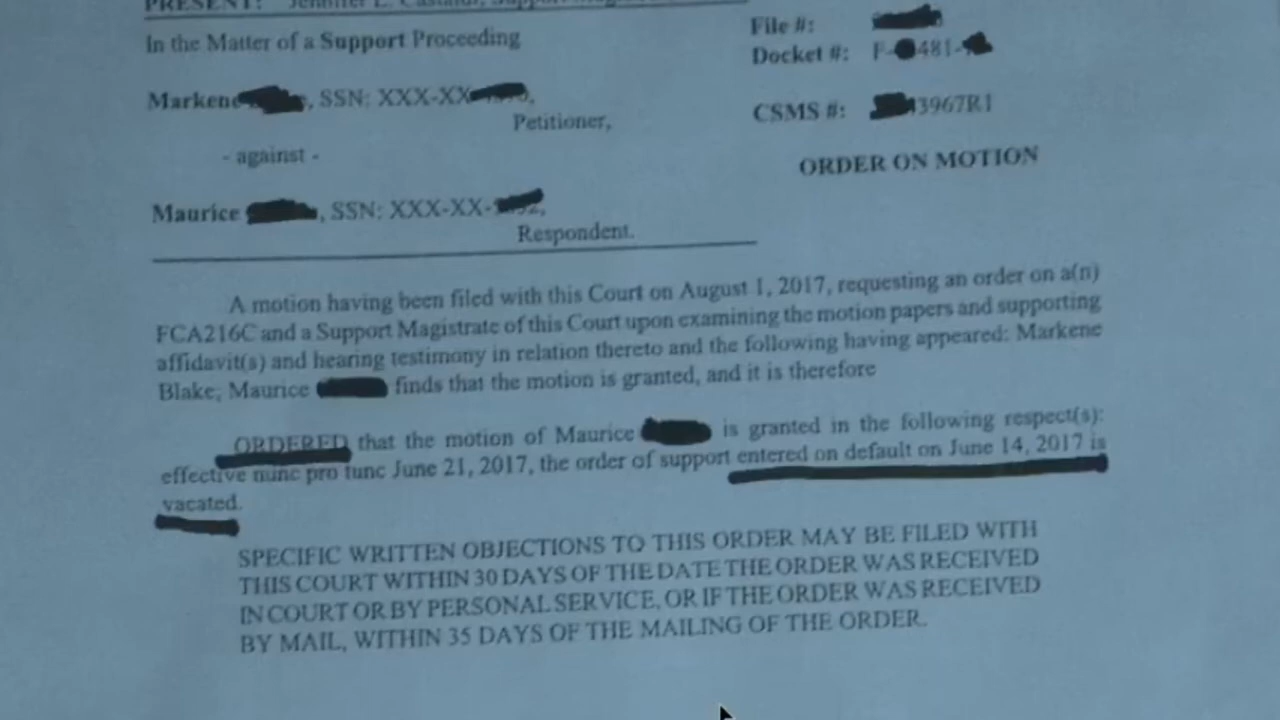 PRESENT: Support
In the Matter of a Support Proceeding
File #:
Docket #: F- 481-
Markene , SSN: XXX-XX-
Petitioner,
CSMS #: 3967R1
- against -
ORDER ON MOTION
Maurice , SSN: XXX-XX-
Respondent.
A motion having been filed with this Court on August 1, 2017, requesting an order on a(n)
FCA216C and a Support Magistrate of this Court upon examining the motion papers and supporting
affidavit(s) and hearing testimony in relation thereto and the following having appeared: Markene
Blake; Maurice finds that the motion is granted, and it is therefore
ORDERED that the motion of Maurice is granted in the following respect(s):
effective nunc pro tunc June 21, 2017, the order of support entered on default on June 14, 2017 is
vacated.
SPECIFIC WRITTEN OBJECTIONS TO THIS ORDER MAY BE FILED WITH
THIS COURT WITHIN 30 DAYS OF THE DATE THE ORDER WAS RECEIVED
IN COURT OR BY PERSONAL SERVICE, OR IF THE ORDER WAS RECEIVED
BY MAIL, WITHIN 35 DAYS OF THE MAILING OF THE ORDER.